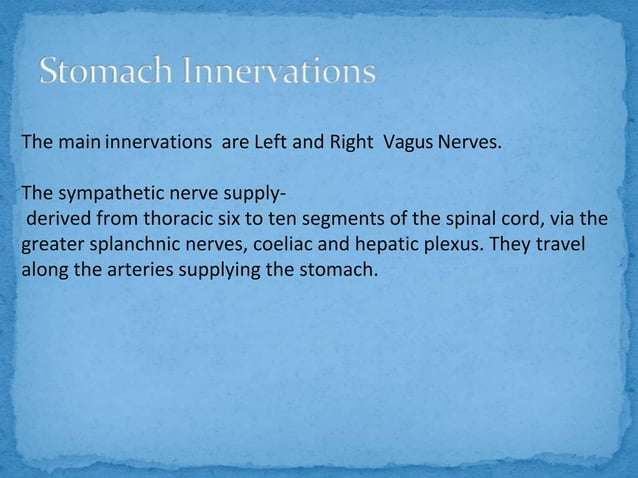 Stomach Innervations
The main innervations are Left and Right Vagus Nerves.
The sympathetic nerve supply-
derived from thoracic six to ten segments of the spinal cord, via the
greater splanchnic nerves, coeliac and hepatic plexus. They travel
along the arteries supplying the stomach.